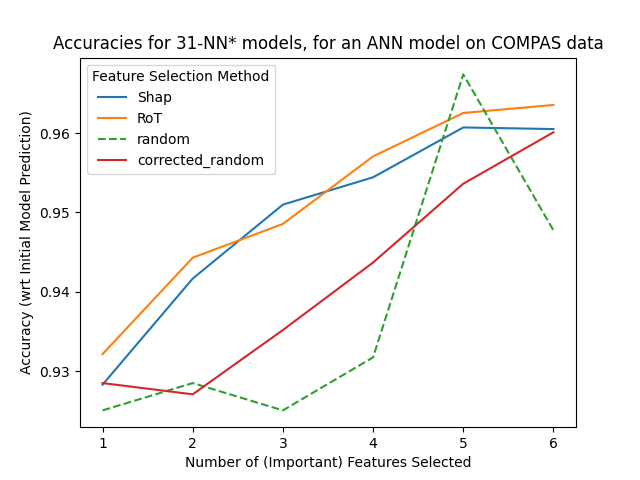 Accuracies for 31-NN* models, for an ANN model on COMPAS data
Feature Selection Method
Shap
RoT
random
corrected_random
Accuracy (wrt Initial Model Prediction)
0.96
0.95
0.94
0.93
1 2 3 4 5 6
Number of (Important) Features Selected